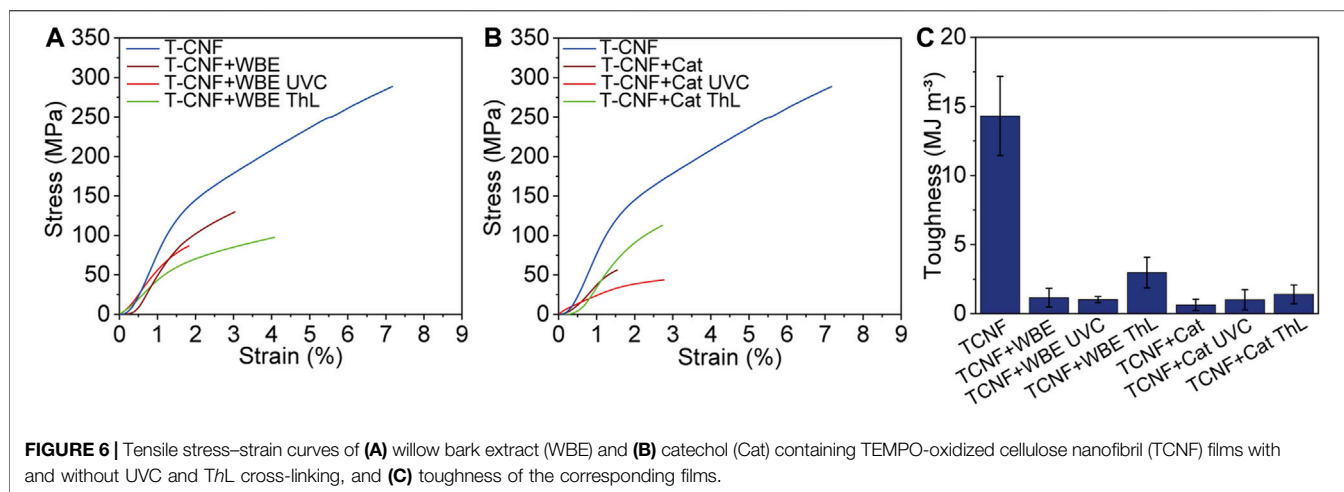 A
350
300
250
200
150
100
50
0
Stress (MPa)
T-CNF
T-CNF+WBE
T-CNF+WBE UVC
T-CNF+WBE ThL
0 1 2 3 4 5 6 7 8 9
Strain (%)
B
350
300
250
200
150
100
50
0
Stress (MPa)
T-CNF
T-CNF+Cat
T-CNF+Cat UVC
T-CNF+Cat ThL
0 1 2 3 4 5 6 7 8 9
Strain (%)
C
20
15
10
5
0
Toughness (MJ m⁻³)
TCNF
TCNF+WBE
TCNF+WBE UVC
TCNF+WBE ThL
TCNF+Cat
TCNF+Cat UVC
TCNF+Cat ThL
FIGURE 6 | Tensile stress–strain curves of (A) willow bark extract (WBE) and (B) catechol (Cat) containing TEMPO-oxidized cellulose nanofibril (TCNF) films with
and without UVC and ThL cross-linking, and (C) toughness of the corresponding films.